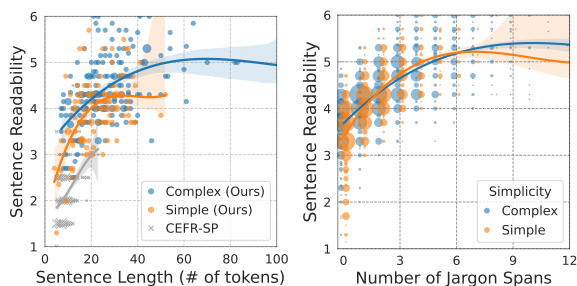 6
5
4
3
2
1
Sentence Readability
0
20
40
60
80
100
Sentence Length (# of tokens)
Complex (Ours)
Simple (Ours)
CEFR-SP
6
5
4
3
2
1
Sentence Readability
0
3
6
9
12
Number of Jargon Spans
Simplicity
Complex
Simple